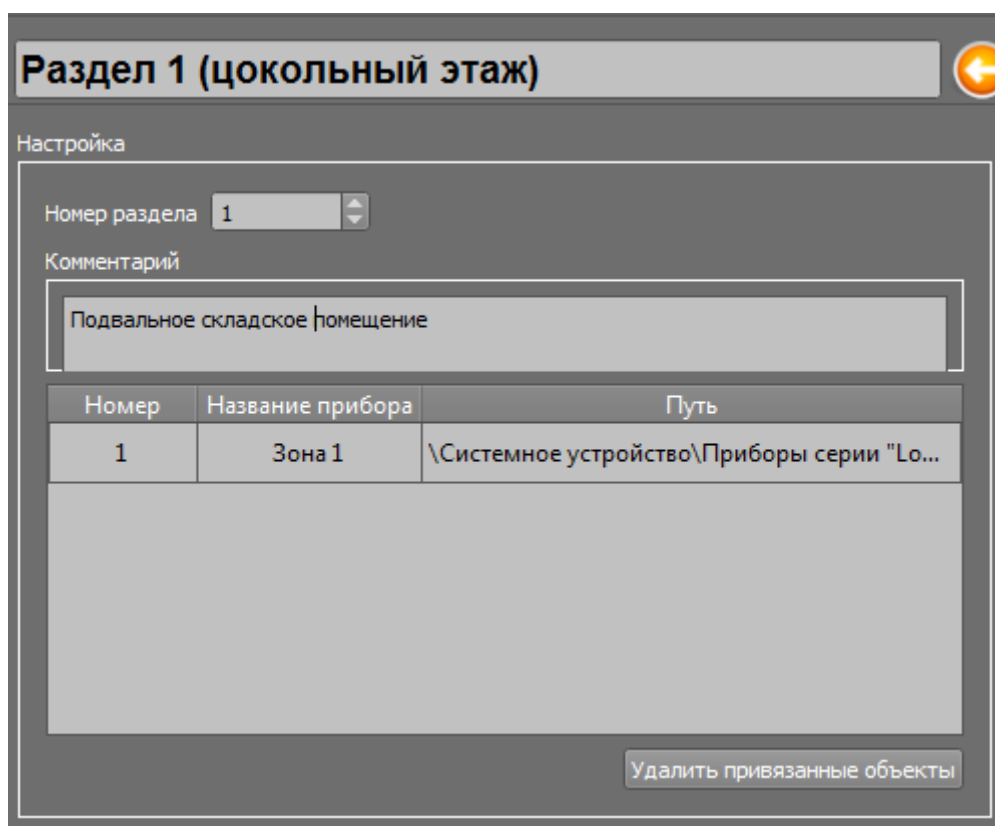 Раздел 1 (цокольный этаж)
Настройка
Номер раздела 1
Комментарий
Подвальное складское помещение
Номер Название прибора Путь
1 Зона 1 \Системное устройство\Приборы серии "Lo...
Удалить привязанные объекты